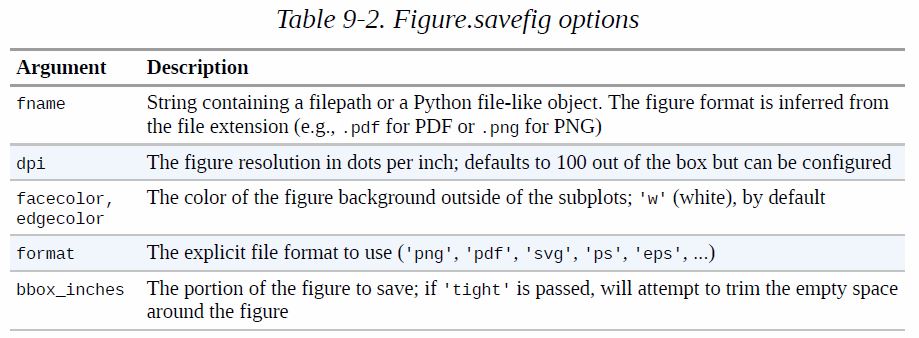 Table 9-2. Figure.savefig options
Argument Description
fname String containing a filepath or a Python file-like object. The figure format is inferred from
the file extension (e.g., .pdf for PDF or .png for PNG)
dpi The figure resolution in dots per inch; defaults to 100 out of the box but can be configured
facecolor, The color of the figure background outside of the subplots; 'w' (white), by default
edgecolor
format The explicit file format to use ('png', 'pdf', 'svg', 'ps', 'eps', ...)
bbox_inches The portion of the figure to save; if 'tight' is passed, will attempt to trim the empty space
around the figure